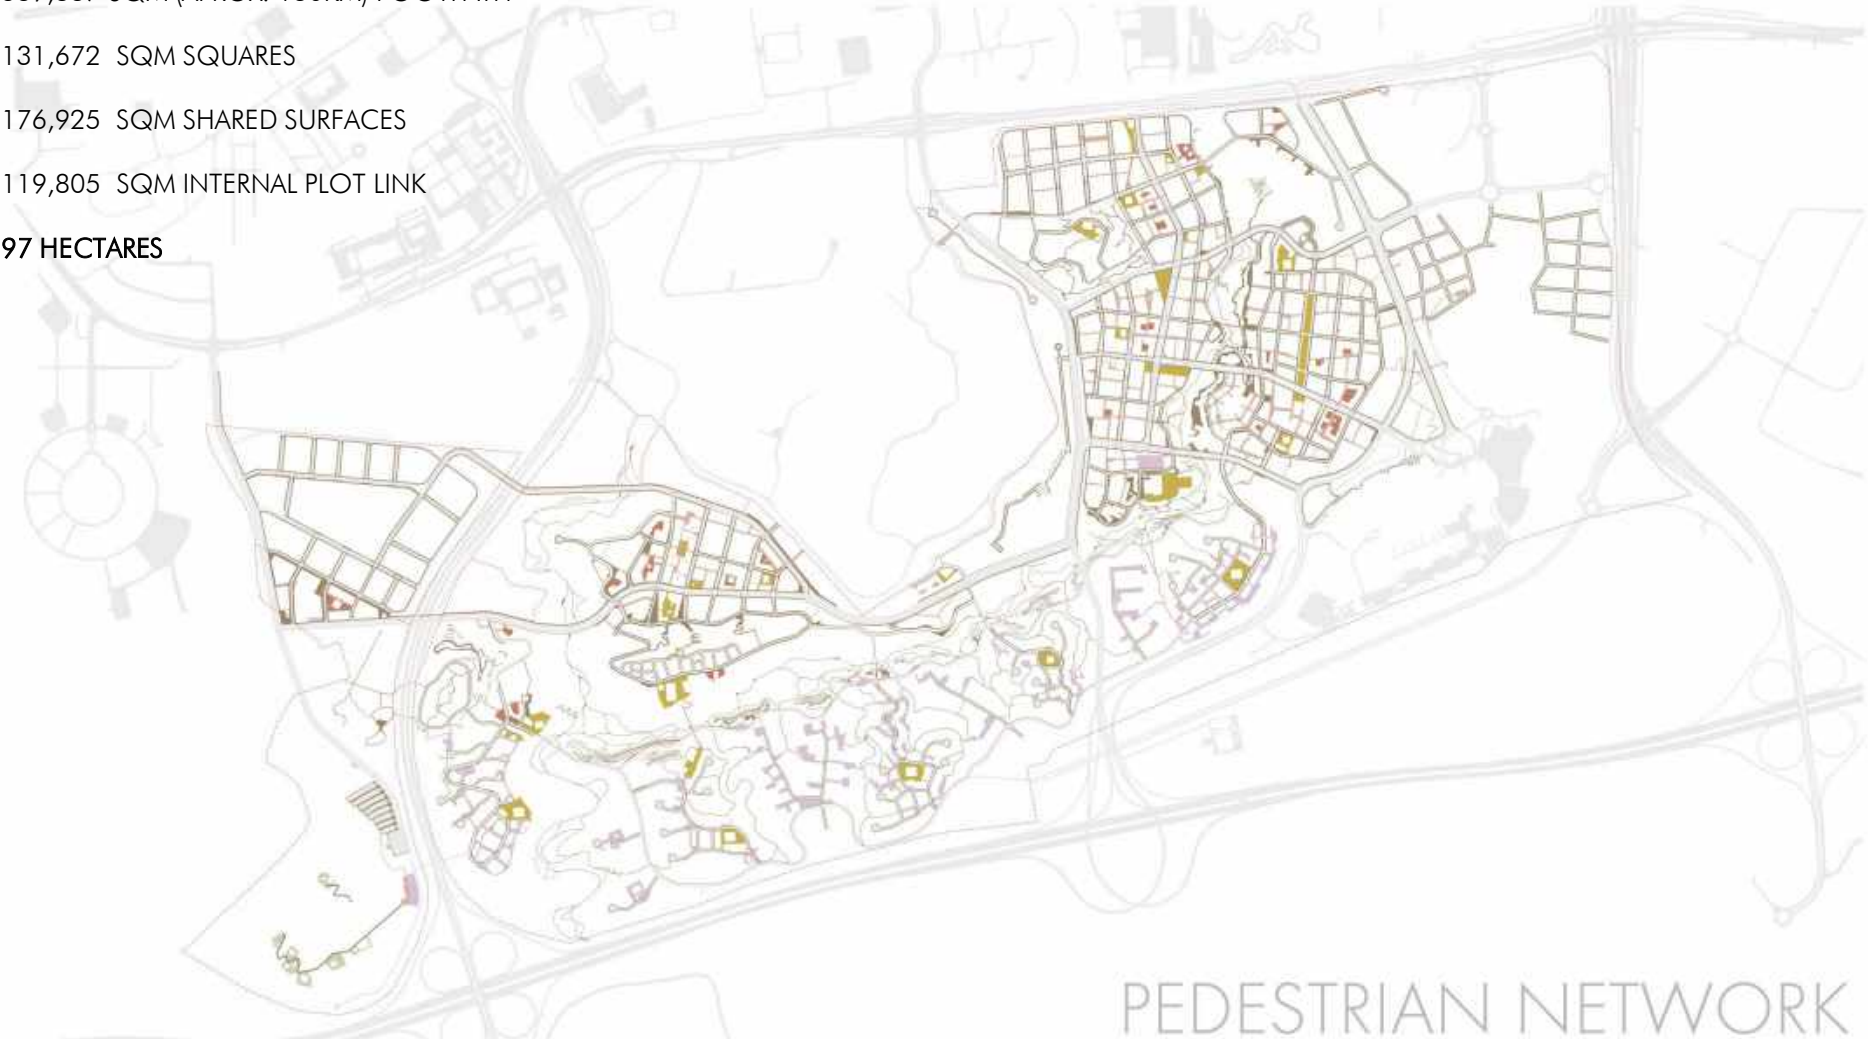 131,672 SQM SQUARES
176,925 SQM SHARED SURFACES
119,805 SQM INTERNAL PLOT LINK
97 HECTARES
PEDESTRIAN NETWORK